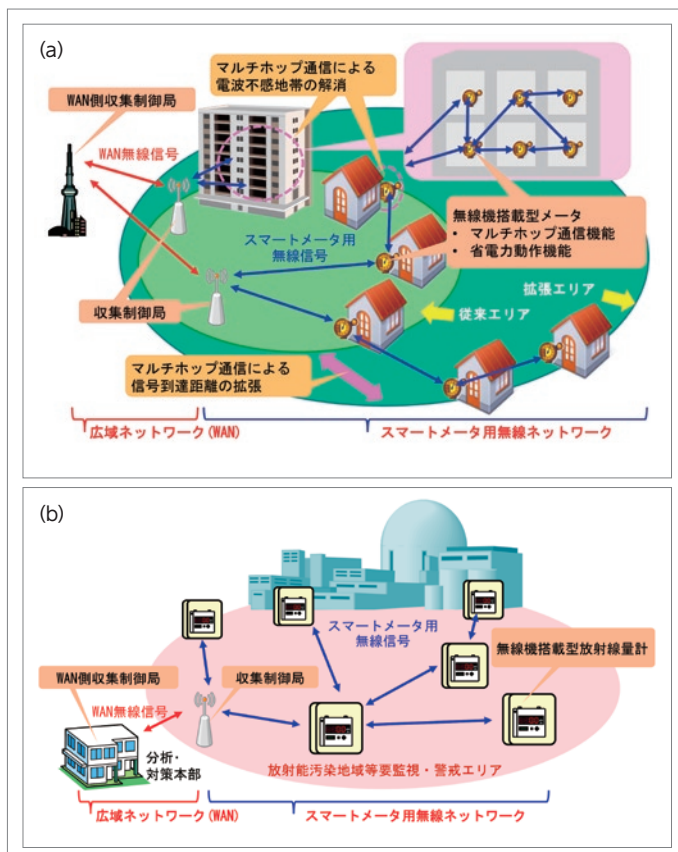 (a)
マルチホップ通信による
電波不感地帯の解消
WAN側収集制御局
WAN無線信号
無線機搭載型メータ
• マルチホップ通信機能
• 省電力動作機能
スマートメータ用
無線信号
拡張エリア
従来エリア
収集制御局
マルチホップ通信による
信号到達距離の拡張
広域ネットワーク(WAN)
スマートメータ用無線ネットワーク
(b)
スマートメータ用
無線信号
無線機搭載型放射線量計
WAN側収集制御局
収集制御局
WAN無線信号
分析・
対策本部
放射能汚染地域等要監視・警戒エリア
広域ネットワーク(WAN)
スマートメータ用無線ネットワーク